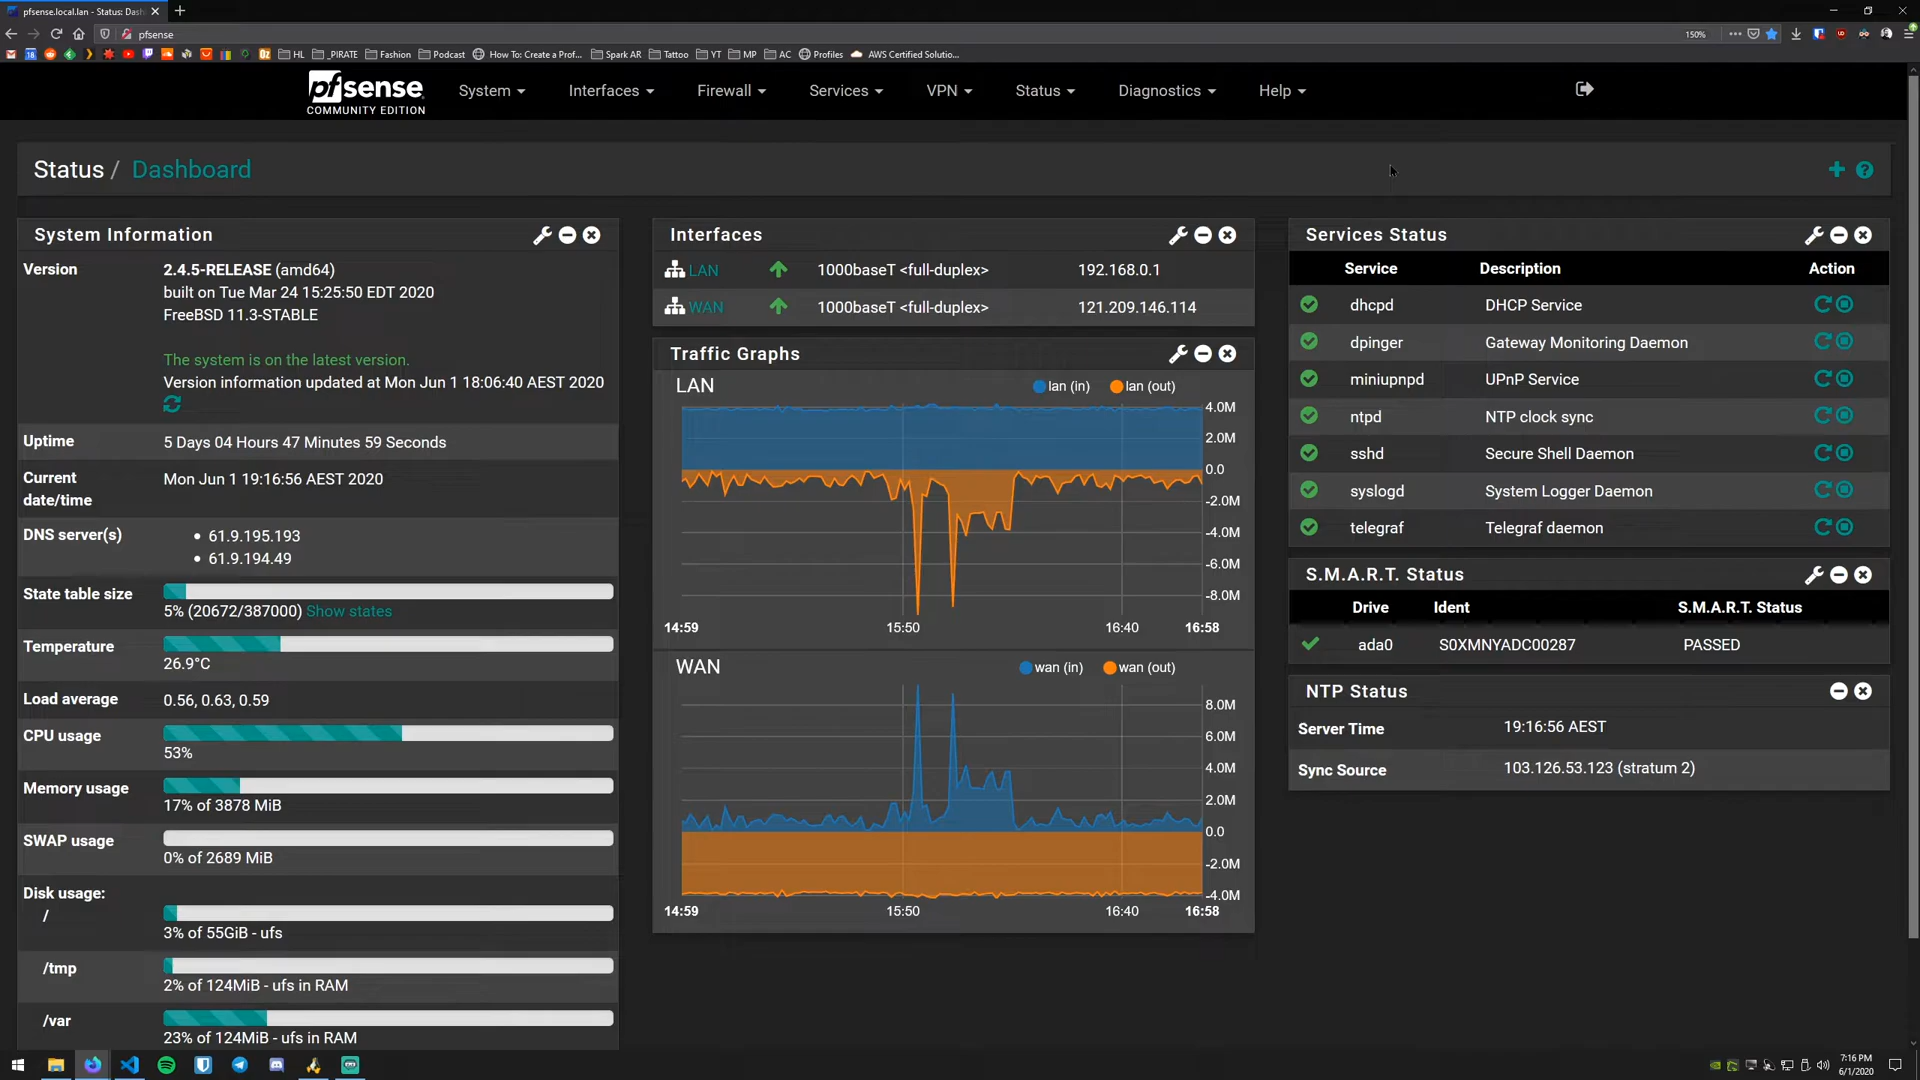 pfsense.local.lan - Status: Dash
pfsense
150%
HL
_PIRATE
Fashion
Podcast
How To: Create a Prof...
Spark AR
Tattoo
YT
MP
AC
Profiles
AWS Certified Solutio...
pfsense
COMMUNITY EDITION
System
Interfaces
Firewall
Services
VPN
Status
Diagnostics
Help
Status / Dashboard
System Information
Version
2.4.5-RELEASE (amd64)
built on Tue Mar 24 15:25:50 EDT 2020
FreeBSD 11.3-STABLE
The system is on the latest version.
Version information updated at Mon Jun 1 18:06:40 AEST 2020
Uptime
5 Days 04 Hours 47 Minutes 59 Seconds
Current
date/time
Mon Jun 1 19:16:56 AEST 2020
DNS server(s)
61.9.195.193
61.9.194.49
State table size
5% (20672/387000) Show states
Temperature
26.9°C
Load average
0.56, 0.63, 0.59
CPU usage
53%
Memory usage
17% of 3878 MiB
SWAP usage
0% of 2689 MiB
Disk usage:
/
3% of 55GiB - ufs
/tmp
2% of 124MiB - ufs in RAM
/var
23% of 124MiB - ufs in RAM
Interfaces
LAN 1000baseT <full-duplex> 192.168.0.1
WAN 1000baseT <full-duplex> 121.209.146.114
Traffic Graphs
LAN
lan (in) lan (out)
4.0M
2.0M
0.0
-2.0M
-4.0M
-6.0M
-8.0M
14:59 15:50 16:40 16:58
WAN
wan (in) wan (out)
8.0M
6.0M
4.0M
2.0M
0.0
-2.0M
-4.0M
14:59 15:50 16:40 16:58
Services Status
Service Description Action
dhcpd DHCP Service
dpinger Gateway Monitoring Daemon
miniupnpd UPnP Service
ntpd NTP clock sync
sshd Secure Shell Daemon
syslogd System Logger Daemon
telegraf Telegraf daemon
S.M.A.R.T. Status
Drive Ident S.M.A.R.T. Status
ada0 S0XMNYADC00287 PASSED
NTP Status
Server Time 19:16:56 AEST
Sync Source 103.126.53.123 (stratum 2)
7:16 PM
6/1/2020